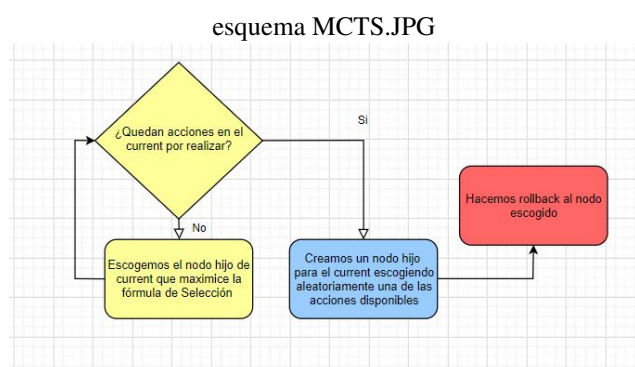 esquema MCTS.JPG
¿Quedan acciones en el
current por realizar?
Si
No
Escogemos el nodo hijo de
current que maximice la
fórmula de Selección
Creamos un nodo hijo
para el current escogiendo
aleatoriamente una de las
acciones disponibles
Hacemos rollback al nodo
escogido